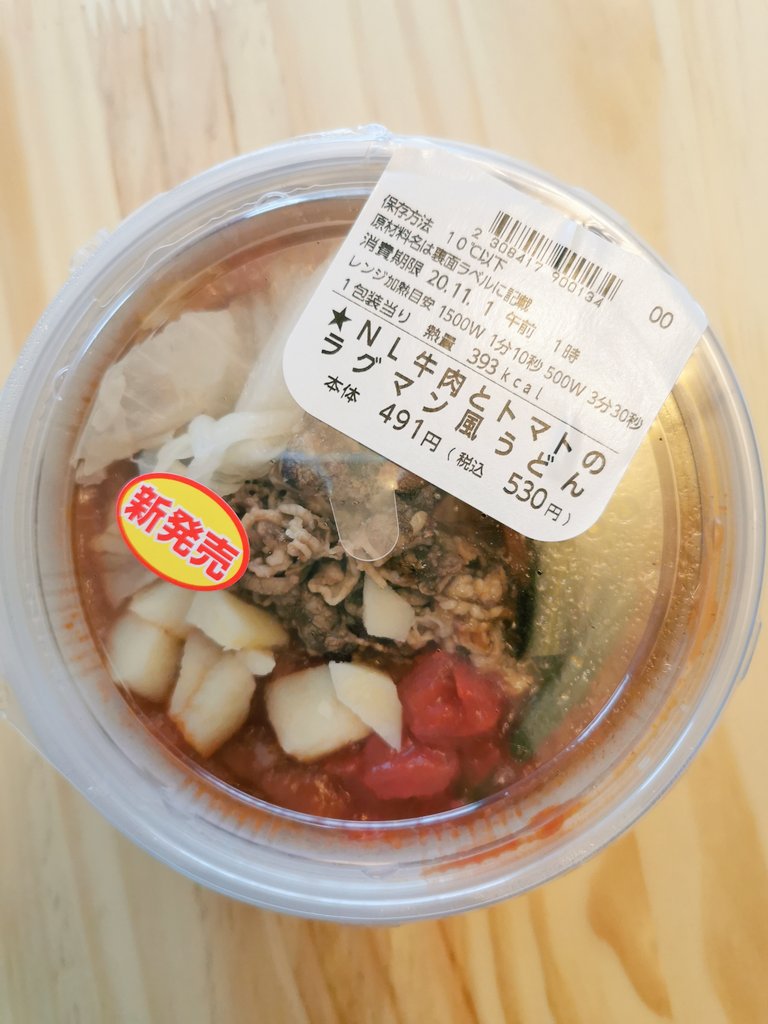 2 308417 900134
00
保存方法 10℃以下
原材料名は裏面ラベルに記載
消費期限 20.11. 1 午前 1時
レンジ加熱目安 1500W 1分10秒 500W 3分30秒
1包装当り 熱量 393kcal
★NL牛肉とトマトの
ラグマン風うどん
本体 491円(税込 530円)
新発売